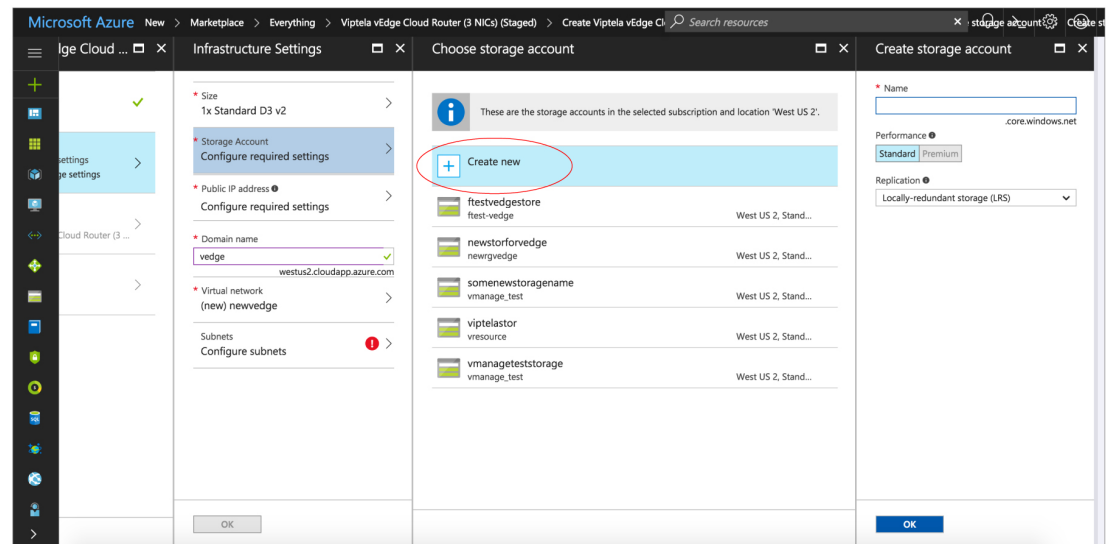 Microsoft Azure New > Marketplace > Everything > Viptela vEdge Cloud Router (3 NICs) (Staged) > Create Viptela vEdge Cl
Search resources
storage account
Create st
lge Cloud ...
settings
ge settings
Cloud Router (3 ...
Infrastructure Settings
* Size
1x Standard D3 v2
* Storage Account
Configure required settings
* Public IP address
Configure required settings
* Domain name
vedge
westus2.cloudapp.azure.com
* Virtual network
(new) newvedge
Subnets
Configure subnets
OK
Choose storage account
These are the storage accounts in the selected subscription and location 'West US 2'.
Create new
ftestvedgestore
ftest-vedge West US 2, Stand...
newstorforvedge
newrgvedge West US 2, Stand...
somenewstoragename
vmanage_test West US 2, Stand...
viptelastor
vresource West US 2, Stand...
vmanageteststorage
vmanage_test West US 2, Stand...
Create storage account
* Name
.core.windows.net
Performance
Standard Premium
Replication
Locally-redundant storage (LRS)
OK